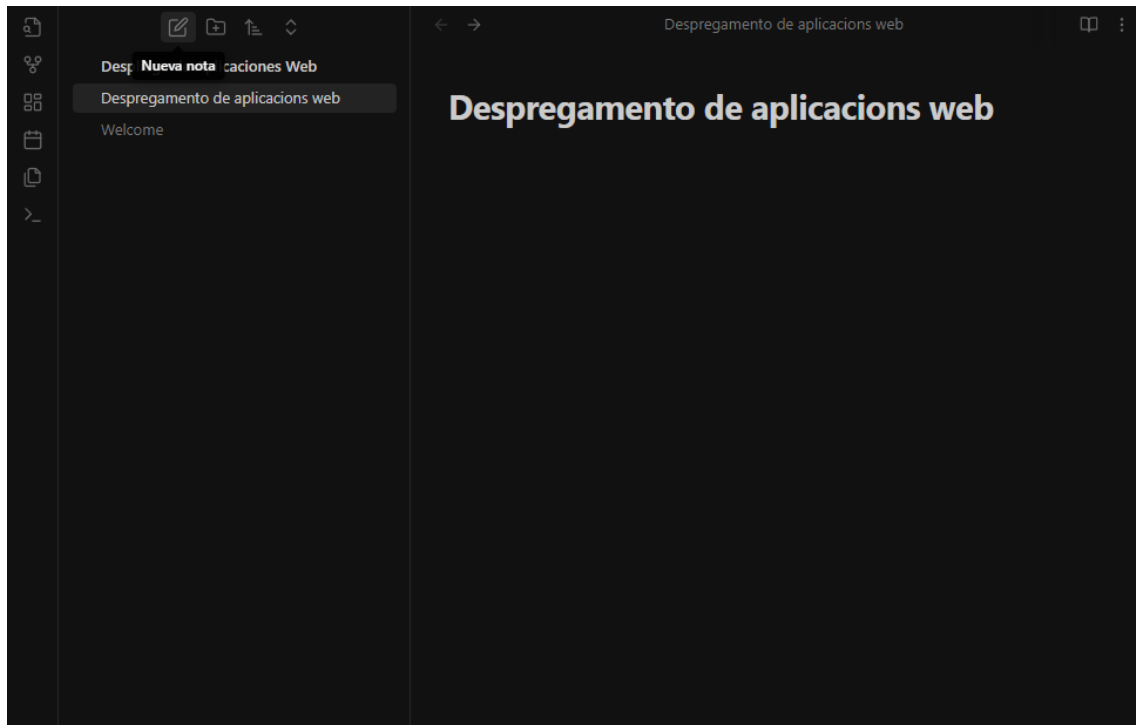 Despregamento de aplicacions web
Nueva nota
Desp caciones Web
Despregamento de aplicacions web
Welcome
Despregamento de aplicacions web